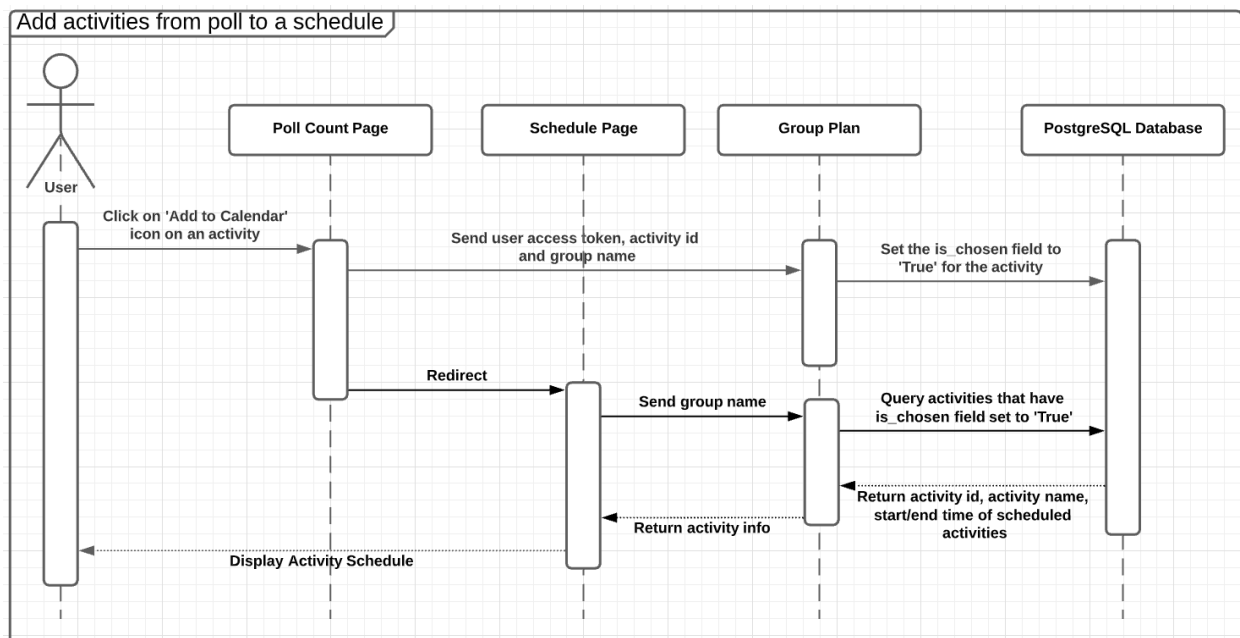 Add activities from poll to a schedule
Poll Count Page
Schedule Page
Group Plan
PostgreSQL Database
User
Click on 'Add to Calendar'
icon on an activity
Send user access token, activity id
and group name
Set the is_chosen field to
'True' for the activity
Redirect
Send group name
Query activities that have
is_chosen field set to 'True'
Return activity id, activity name,
start/end time of scheduled
activities
Return activity info
Display Activity Schedule